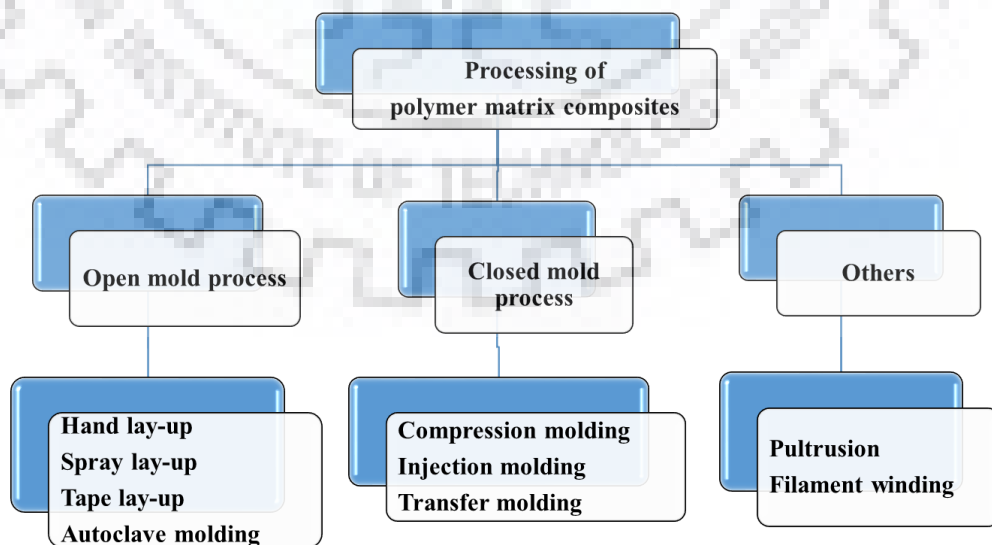 Processing of
polymer matrix composites
Open mold process
Closed mold
process
Others
Hand lay-up
Spray lay-up
Tape lay-up
Autoclave molding
Compression molding
Injection molding
Transfer molding
Pultrusion
Filament winding